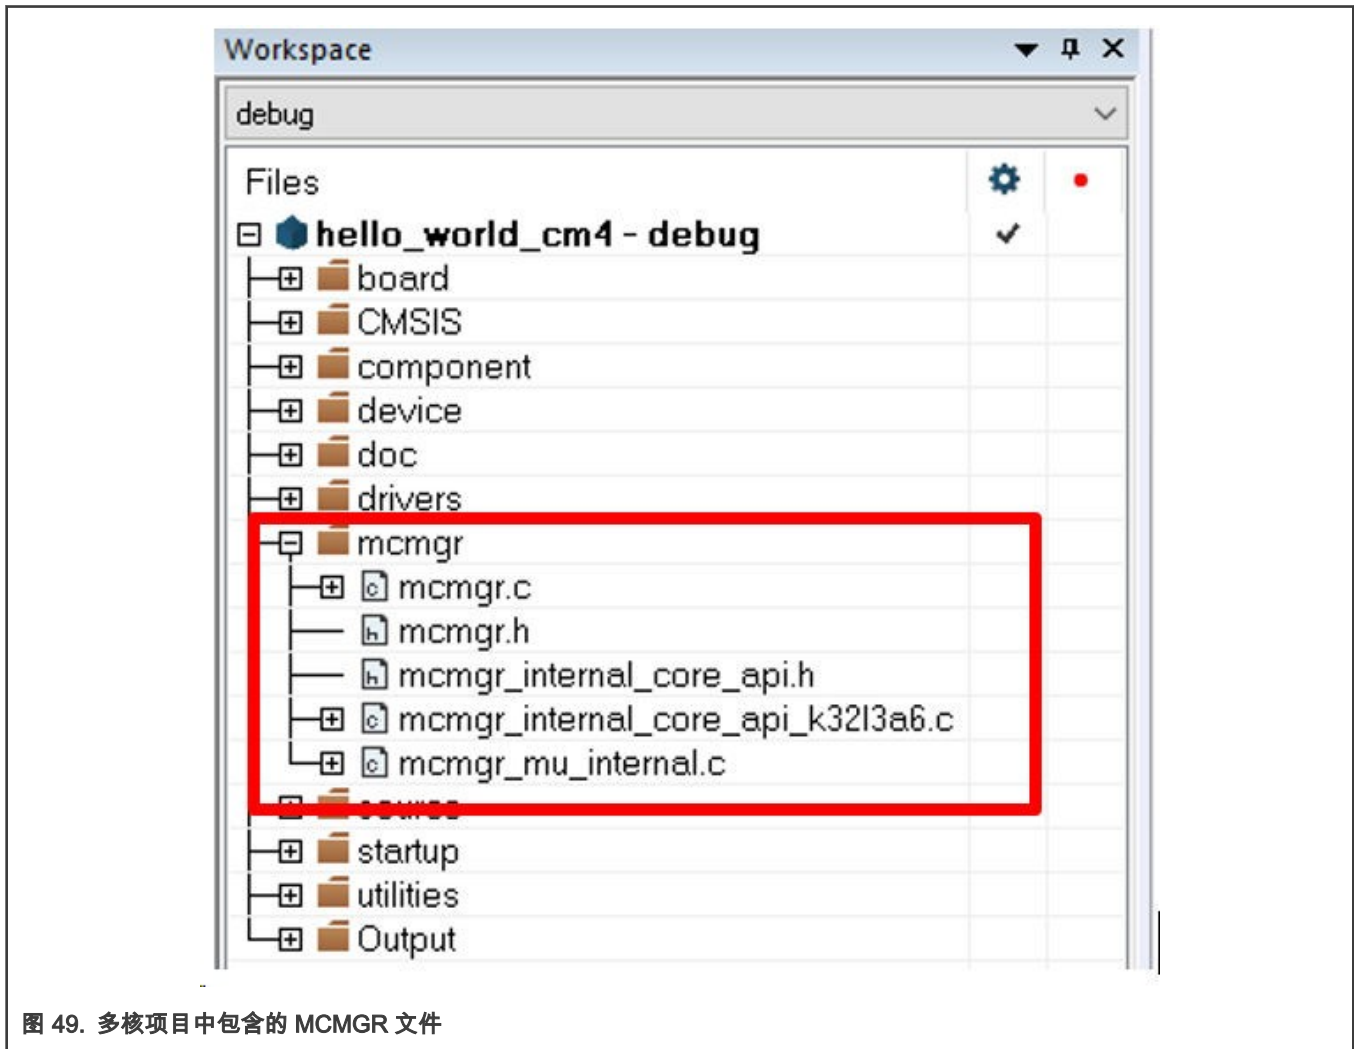 Workspace
debug
Files
hello_world_cm4 - debug
board
CMSIS
component
device
doc
drivers
mcmgr
mcmgr.c
mcmgr.h
mcmgr_internal_core_api.h
mcmgr_internal_core_api_k32l3a6.c
mcmgr_mu_internal.c
startup
utilities
Output
图 49. 多核项目中包含的 MCMGR 文件